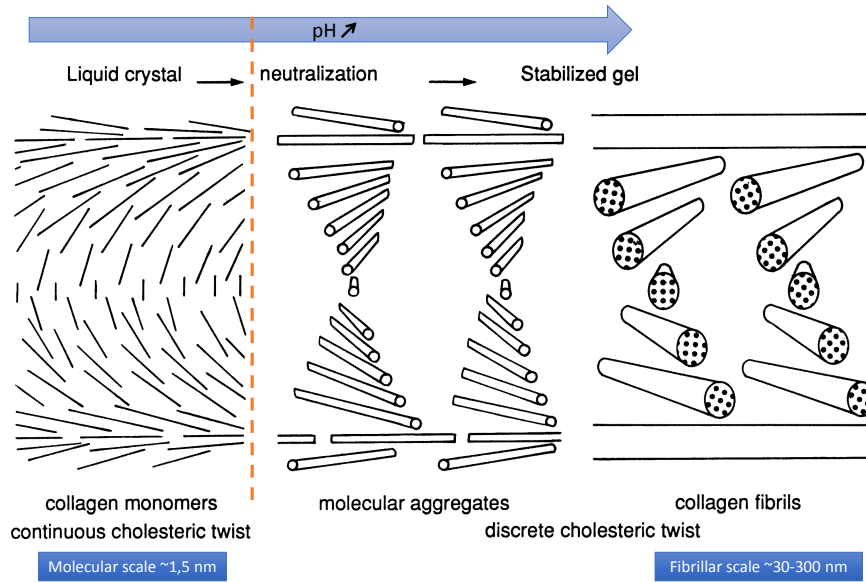 pH ↗
Liquid crystal → neutralization → Stabilized gel
collagen monomers molecular aggregates collagen fibrils
continuous cholesteric twist discrete cholesteric twist
Molecular scale ~1,5 nm Fibrillar scale ~30-300 nm